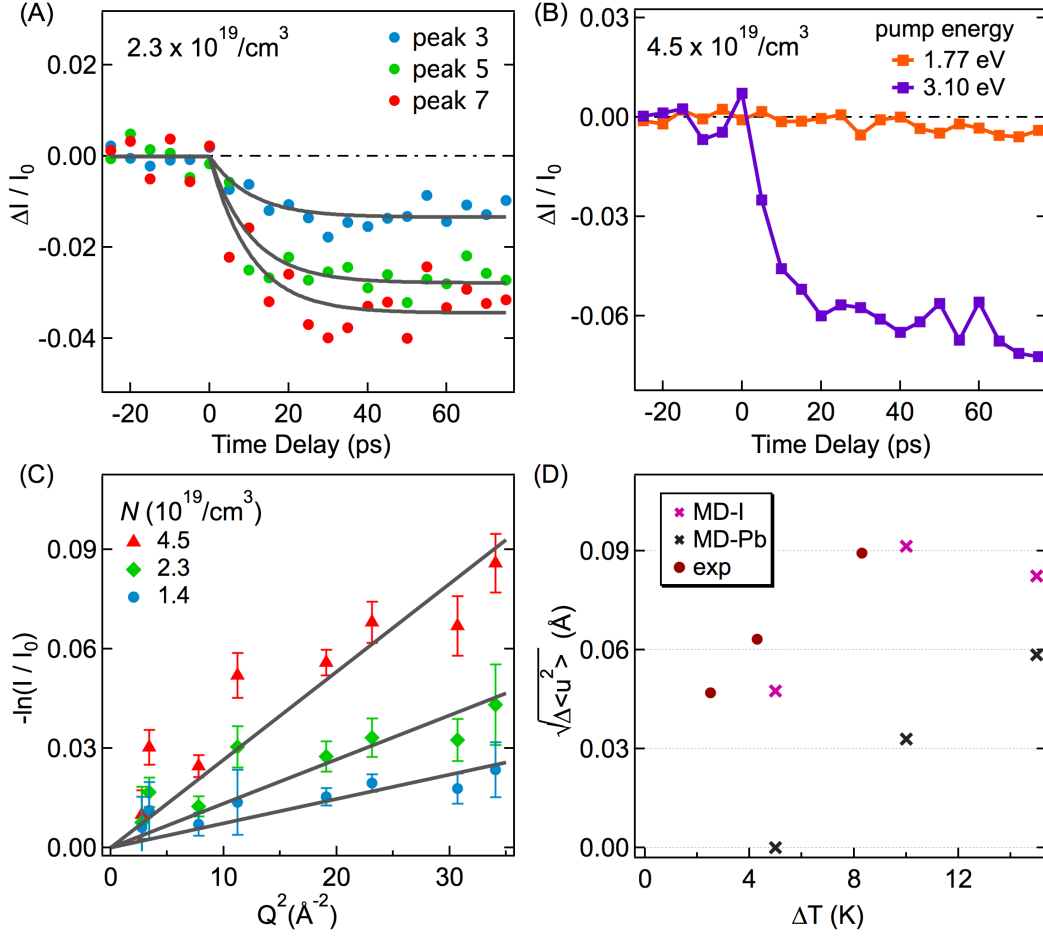 (A)
2.3 x 10^19/cm^3
peak 3
peak 5
peak 7
0.02
0.00
-0.02
-0.04
ΔI / I₀
-20 0 20 40 60
Time Delay (ps)
(B)
4.5 x 10^19/cm^3
pump energy
1.77 eV
3.10 eV
0.03
0.00
-0.03
-0.06
ΔI / I₀
-20 0 20 40 60
Time Delay (ps)
(C)
N (10^19/cm^3)
4.5
2.3
1.4
0.09
0.06
0.03
0.00
-ln(I / I₀)
0 10 20 30
Q²(Å⁻²)
(D)
MD-I
MD-Pb
exp
0.09
0.06
0.03
0.00
√Δ<u²> (Å)
0 4 8 12
ΔT (K)